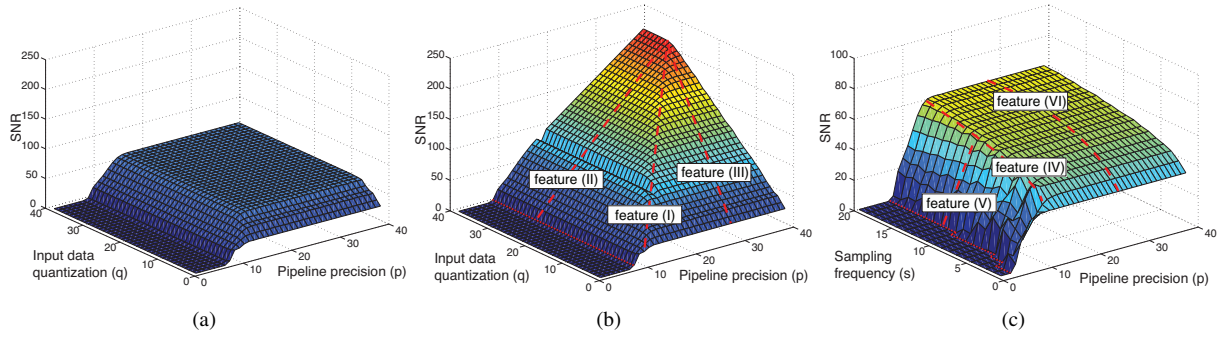 250
200
150
100
50
0
SNR
40
30
20
10
0
Input data
quantization (q)
0
10
20
30
40
Pipeline precision (p)
(a)
250
200
150
100
50
0
SNR
40
30
20
10
0
Input data
quantization (q)
0
10
20
30
40
Pipeline precision (p)
feature (II)
feature (III)
feature (I)
(b)
100
80
60
40
20
0
SNR
20
15
10
5
0
Sampling
frequency (s)
0
10
20
30
40
Pipeline precision (p)
feature (VI)
feature (IV)
feature (V)
(c)